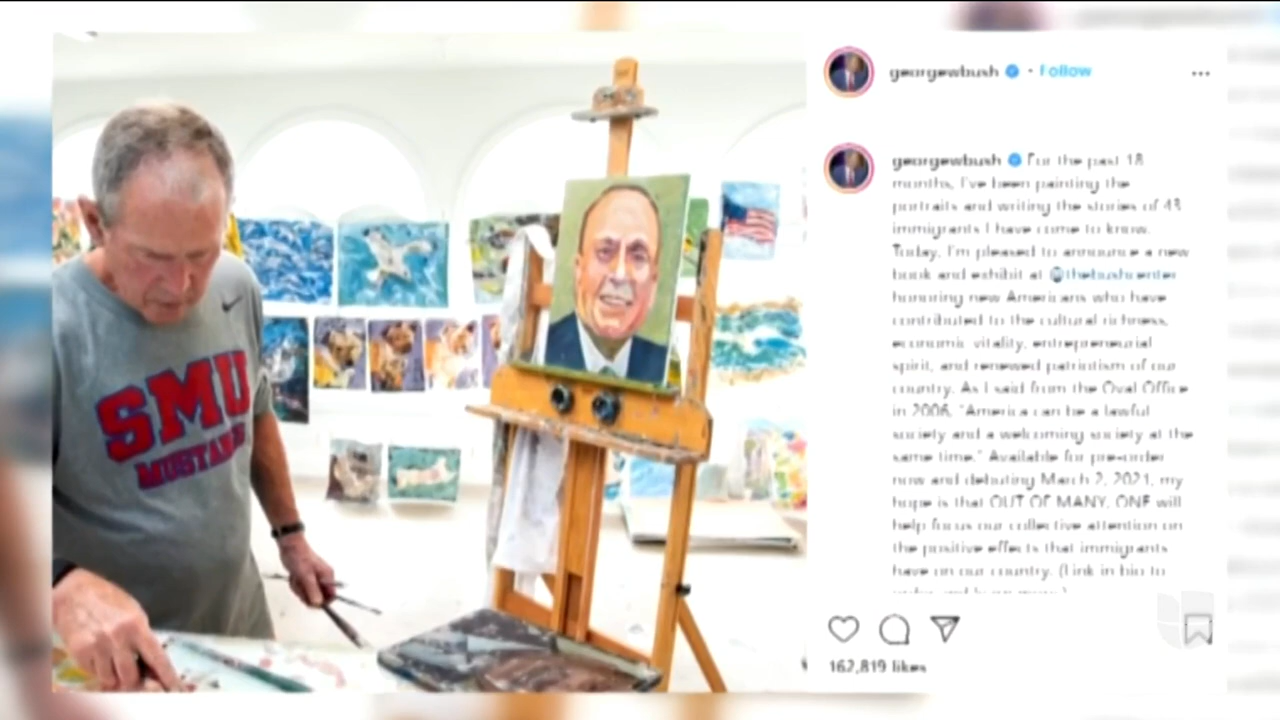 SMU
MUSTANGS
georgewbush • Follow
georgewbush For the past 18
months, I've been painting the
portraits and writing the stories of 43
immigrants I have come to know.
Today, I'm pleased to announce a new
book and exhibit at @thebushcenter
honoring new Americans who have
contributed to the cultural richness,
economic vitality, entrepreneurial
spirit, and renewed patriotism of our
country. As I said from the Oval Office
in 2006, "America can be a lawful
society and a welcoming society at the
same time." Available for pre-order
now and debuting March 2, 2021, my
hope is that OUT OF MANY, ONE will
help focus our collective attention on
the positive effects that immigrants
have on our country. (Link in bio to
162,819 likes